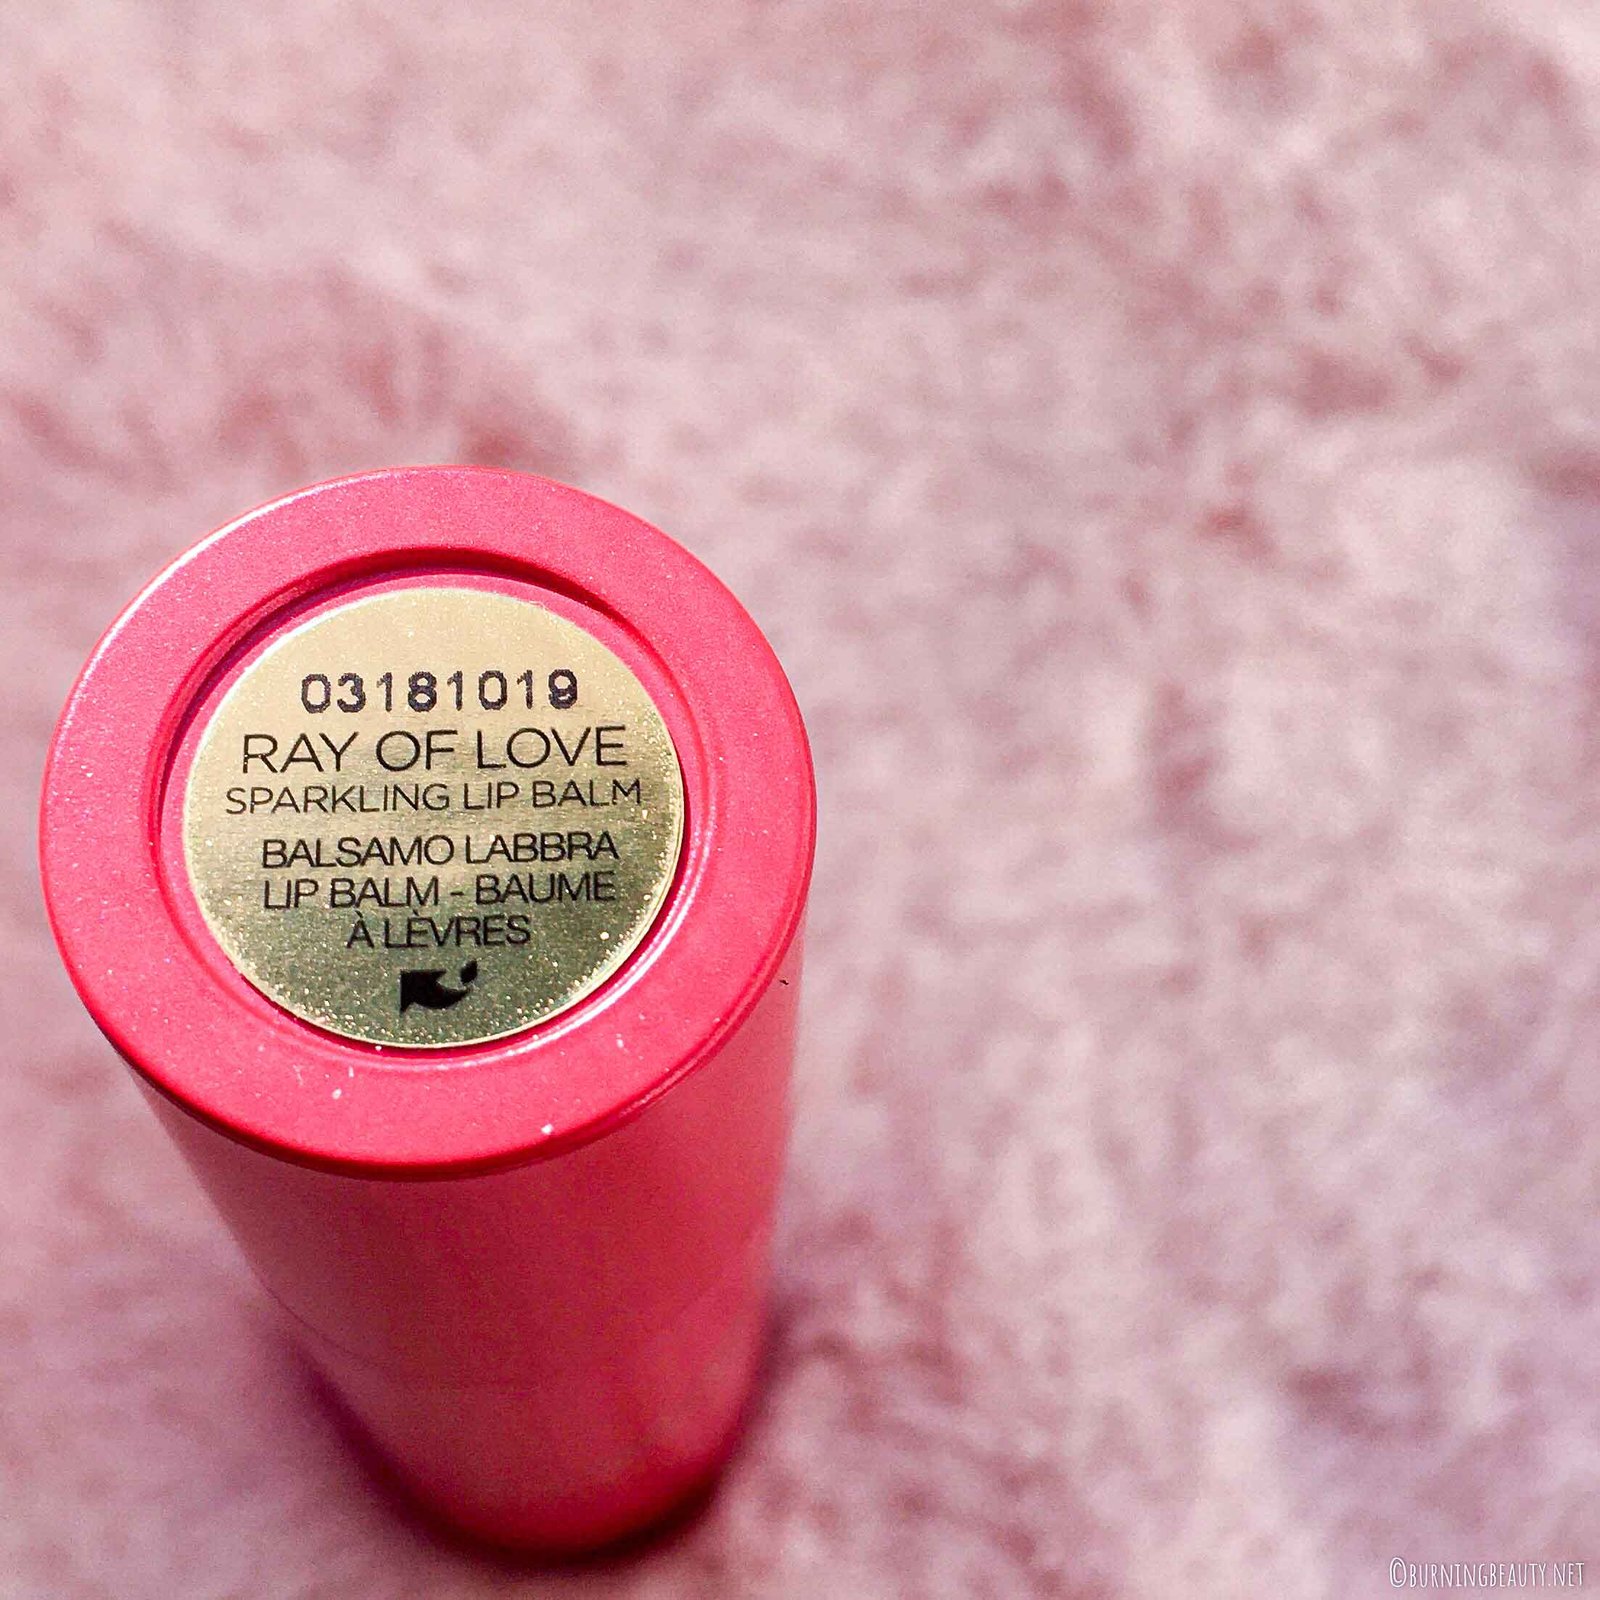 03181019
RAY OF LOVE
SPARKLING LIP BALM
BALSAMO LABBRA
LIP BALM - BAUME
À LÈVRES
©BURNINGBEAUTY.NET